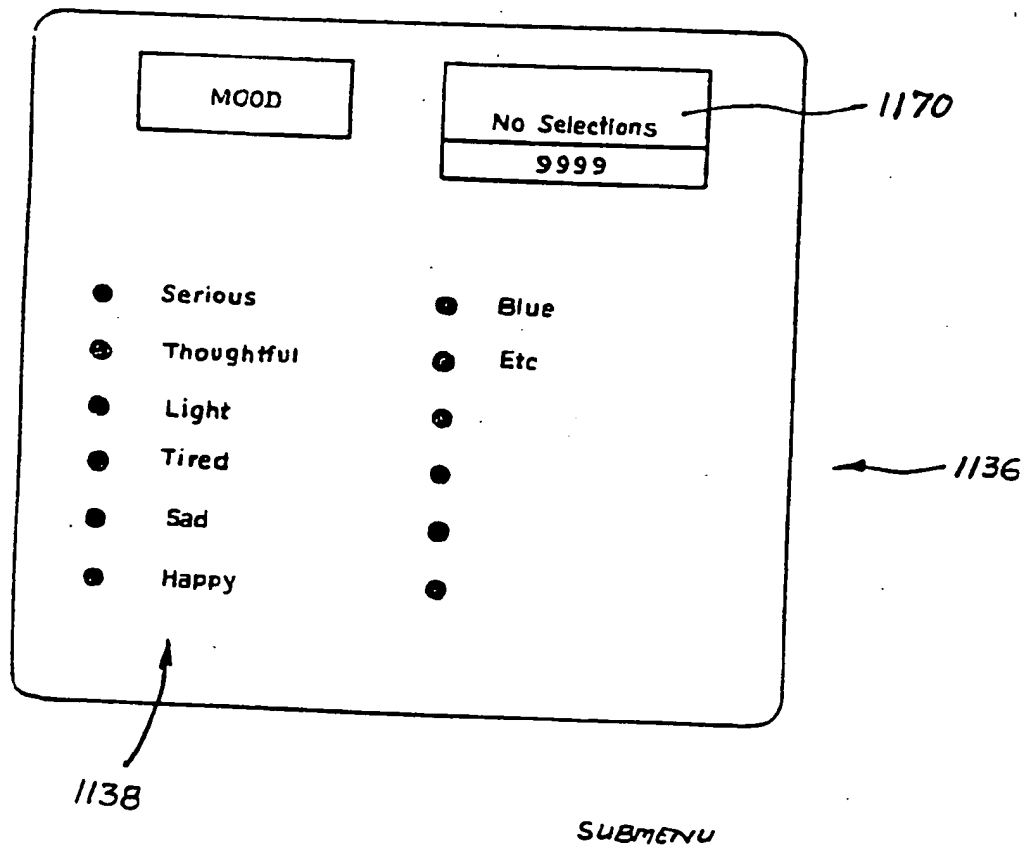 MOOD
No Selections
9999
1170
Serious
Thoughtful
Light
Tired
Sad
Happy
Blue
Etc
1136
1138
SUBMENU